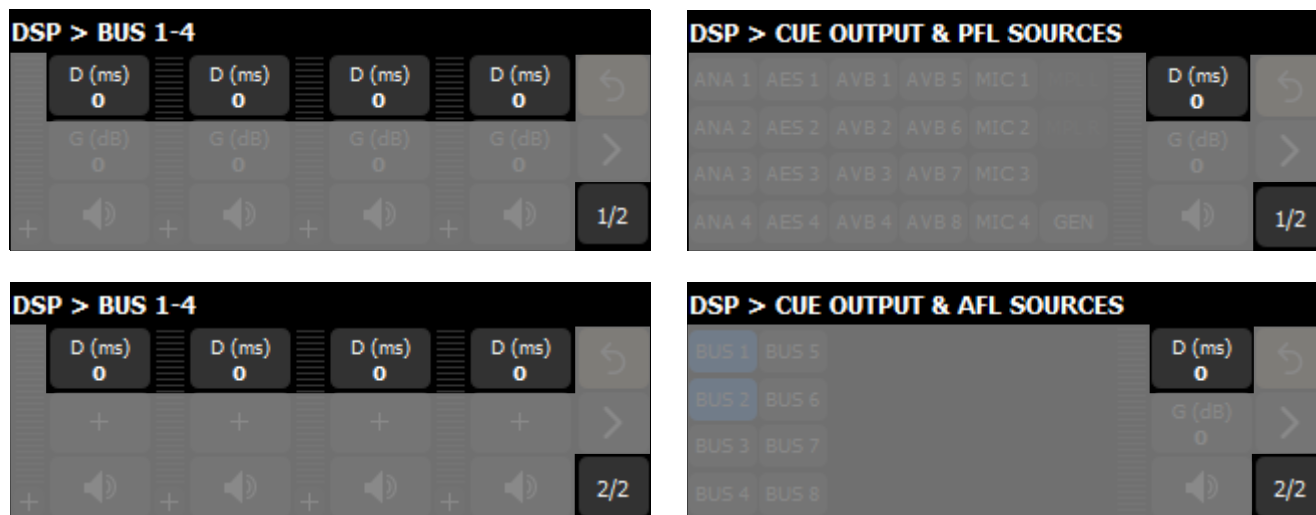 DSP > BUS 1-4
D (ms) D (ms) D (ms) D (ms)
0 0 0 0
G (dB) G (dB) G (dB) G (dB)
0 0 0 0
+ + + + 1/2
DSP > CUE OUTPUT & PFL SOURCES
ANA 1 AES 1 AVB 1 AVB 5 MIC 1 D (ms)
0
ANA 2 AES 2 AVB 2 AVB 6 MIC 2 G (dB)
0
ANA 3 AES 3 AVB 3 AVB 7 MIC 3
ANA 4 AES 4 AVB 4 AVB 8 MIC 4 GEN 1/2
DSP > BUS 1-4
D (ms) D (ms) D (ms) D (ms)
0 0 0 0
+ + + +
+ + + + 2/2
DSP > CUE OUTPUT & AFL SOURCES
BUS 1 BUS 5 D (ms)
0
BUS 2 BUS 6 G (dB)
0
BUS 3 BUS 7
BUS 4 BUS 8 2/2